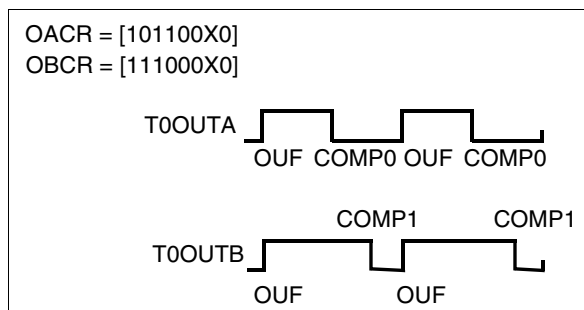 OACR = [101100X0]
OBCR = [111000X0]
T0OUTA
OUF COMP0 OUF COMP0
COMP1 COMP1
T0OUTB
OUF OUF